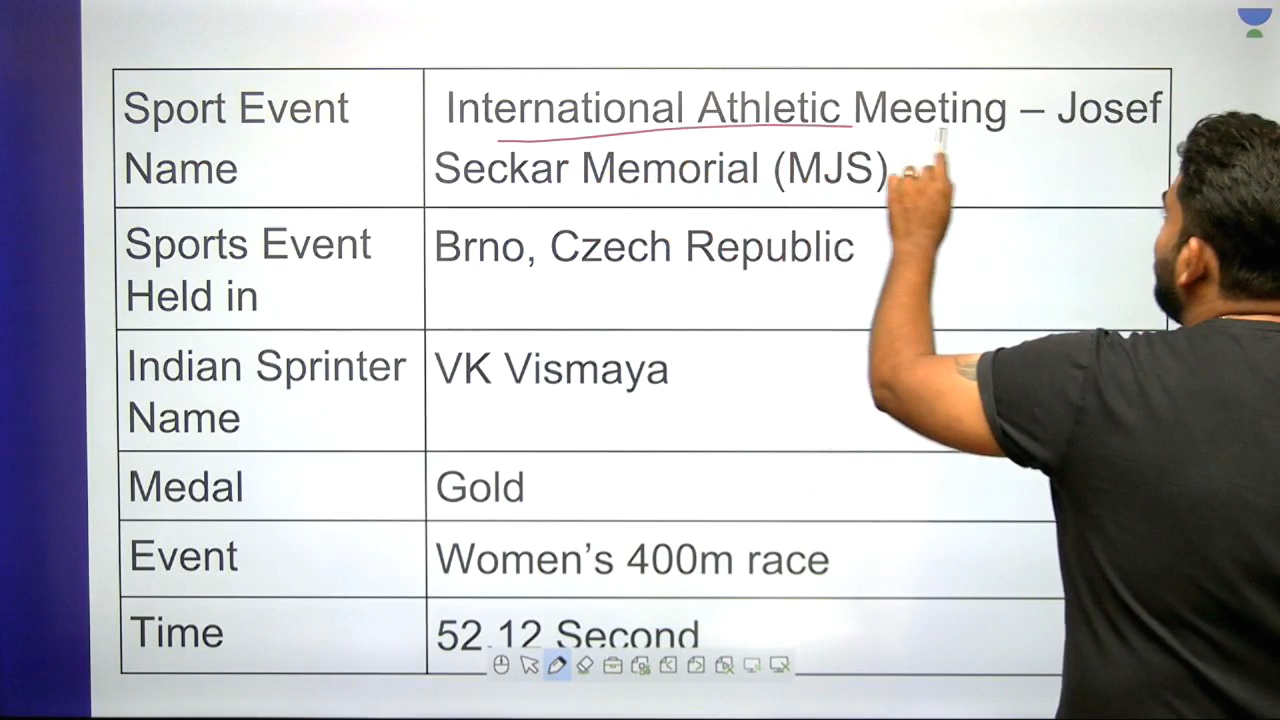 Sport Event
Name
International Athletic Meeting – Josef
Seckar Memorial (MJS)
Sports Event
Held in
Brno, Czech Republic
Indian Sprinter
Name
VK Vismaya
Medal
Gold
Event
Women's 400m race
Time
52.12 Second